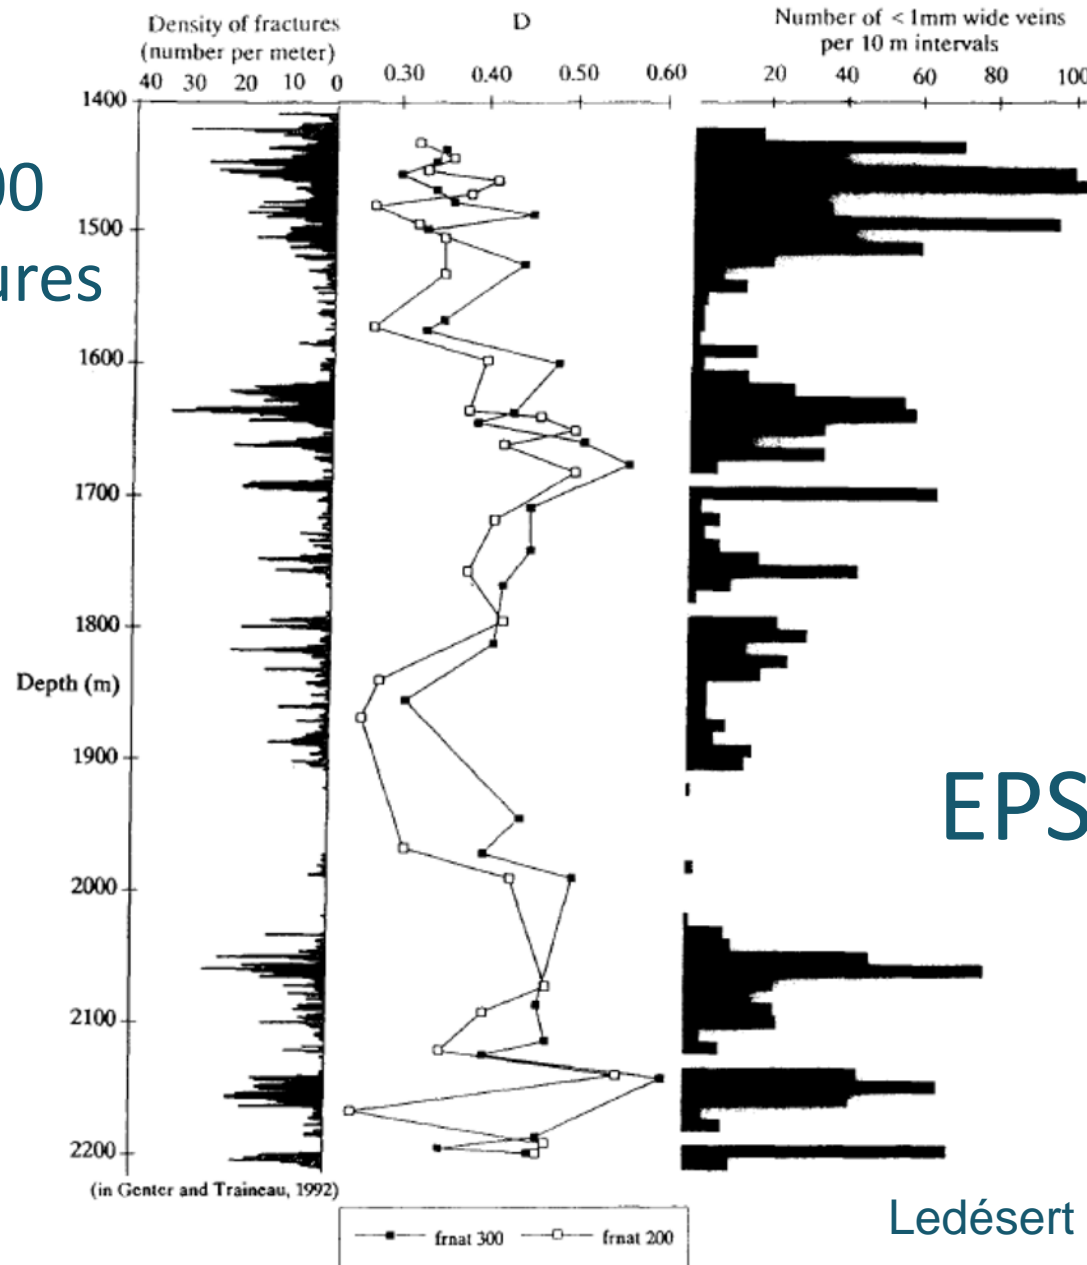 Density of fractures
(number per meter)
D
Number of < 1mm wide veins
per 10 m intervals
40 30 20 10 0
0.30 0.40 0.50 0.60
20 40 60 80 100
1400
00
ures
1500
1600
1700
1800
Depth (m)
1900
EPS
2000
2100
2200
(in Genter and Traineau, 1992)
frnat 300 frnat 200
Ledésert